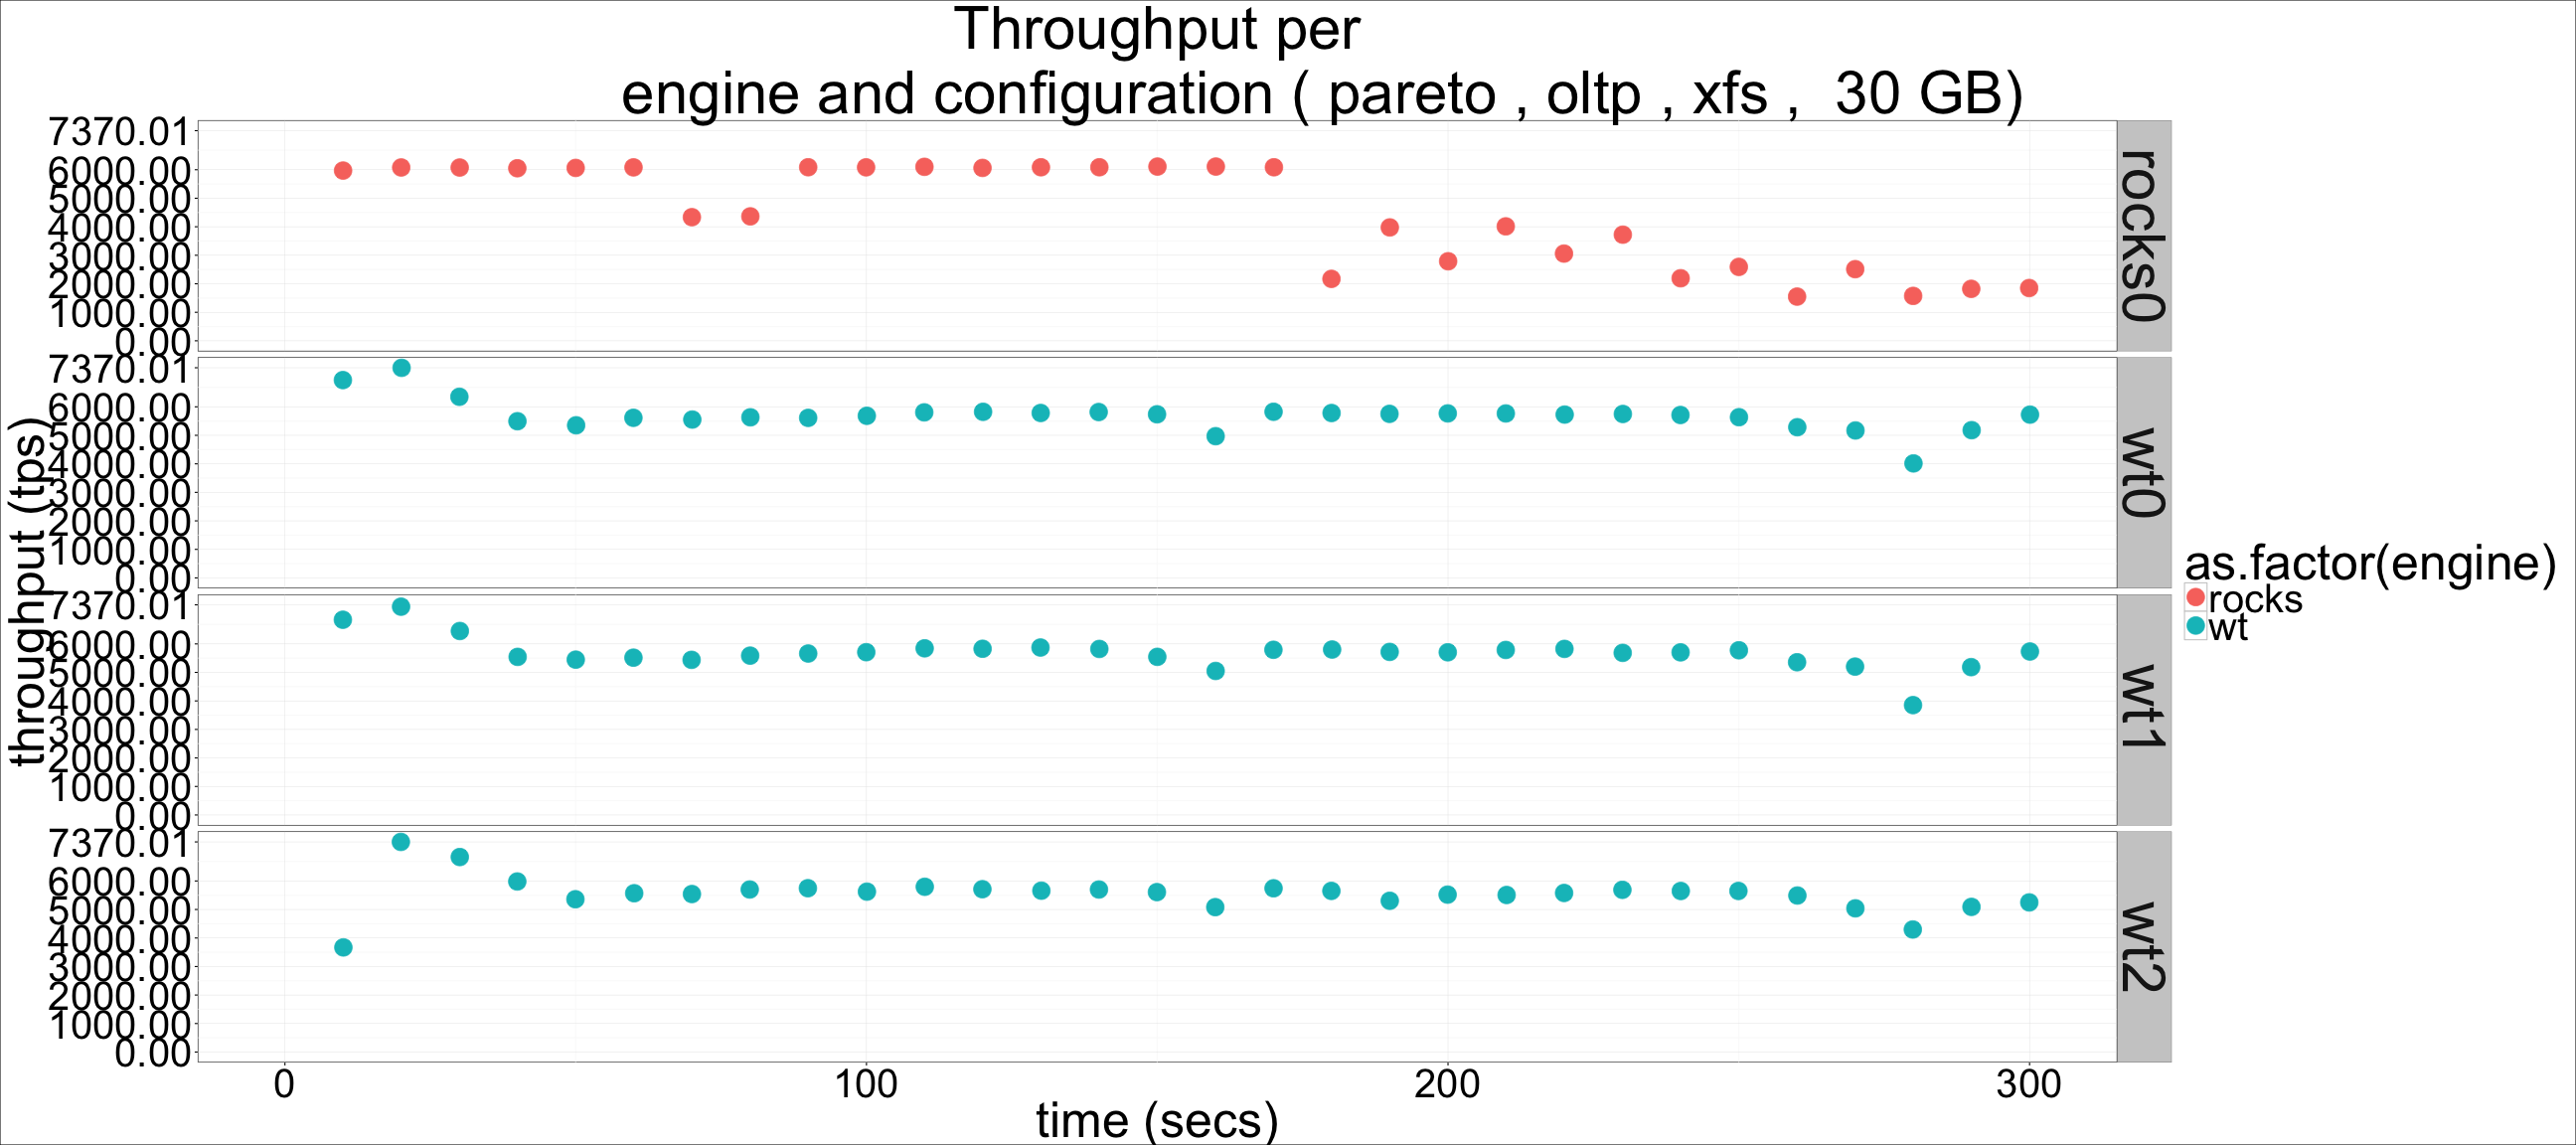 Throughput per
engine and configuration ( pareto , oltp , xfs ,  30 GB)
throughput (tps)
7370.01
6000.00
5000.00
4000.00
3000.00
2000.00
1000.00
0.00
rocks0
7370.01
6000.00
5000.00
4000.00
3000.00
2000.00
1000.00
0.00
wt0
7370.01
6000.00
5000.00
4000.00
3000.00
2000.00
1000.00
0.00
wt1
7370.01
6000.00
5000.00
4000.00
3000.00
2000.00
1000.00
0.00
wt2
0 100 200 300
time (secs)
as.factor(engine)
rocks
wt